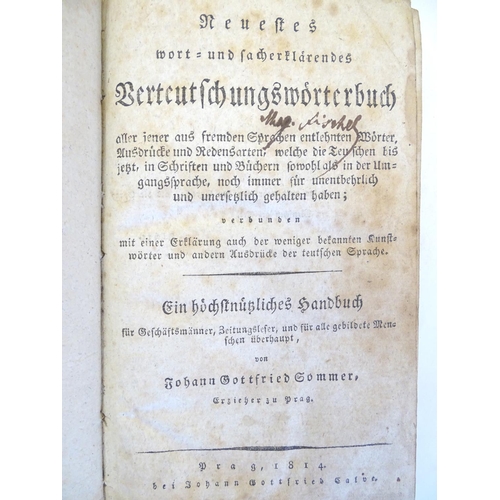 Neuestes
wort- und sacherklärendes
Verteutschungswörterbuch
aller jener aus fremden Sprachen entlehnten Wörter,
Ausdrücke und Redensarten, welche die Teutschen bis
jetzt, in Schriften und Büchern sowohl als in der Um-
gangssprache, noch immer für unentbehrlich
und unersetzlich gehalten haben;
verbunden
mit einer Erklärung auch der weniger bekannten Kunst-
wörter und andern Ausdrücke der teutschen Sprache.
Ein höchstnützliches Handbuch
für Geschäftsmänner, Zeitungsleser, und für alle gebildete Men-
schen überhaupt,
von
Johann Gottfried Sommer,
Erzieher zu Prag.
Prag, 1814.
bei Johann Gottfried Calve.